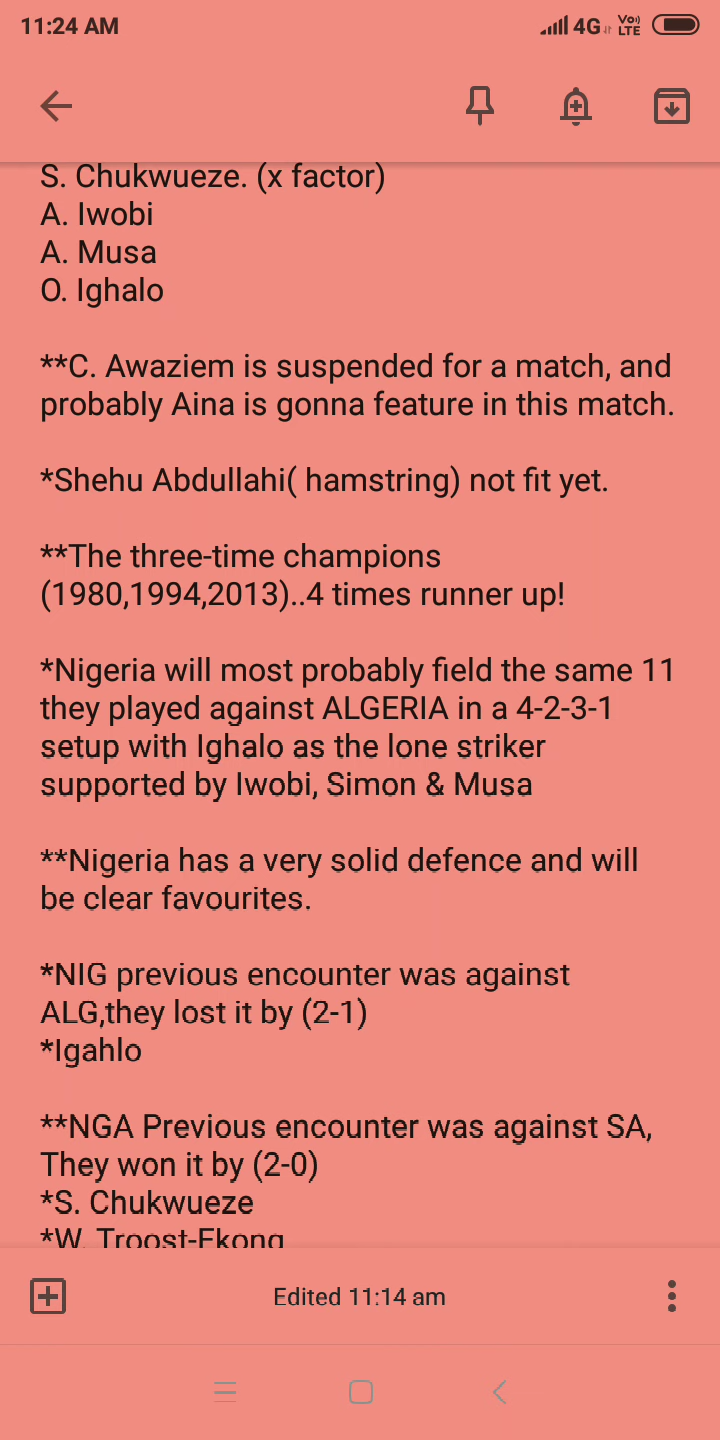 11:24 AM
4G
Vo))
LTE
S. Chukwueze. (x factor)
A. Iwobi
A. Musa
O. Ighalo
**C. Awaziem is suspended for a match, and
probably Aina is gonna feature in this match.
*Shehu Abdullahi( hamstring) not fit yet.
**The three-time champions
(1980,1994,2013)..4 times runner up!
*Nigeria will most probably field the same 11
they played against ALGERIA in a 4-2-3-1
setup with Ighalo as the lone striker
supported by Iwobi, Simon & Musa
**Nigeria has a very solid defence and will
be clear favourites.
*NIG previous encounter was against
ALG,they lost it by (2-1)
*Igahlo
**NGA Previous encounter was against SA,
They won it by (2-0)
*S. Chukwueze
*W. Troost-Ekong
Edited 11:14 am